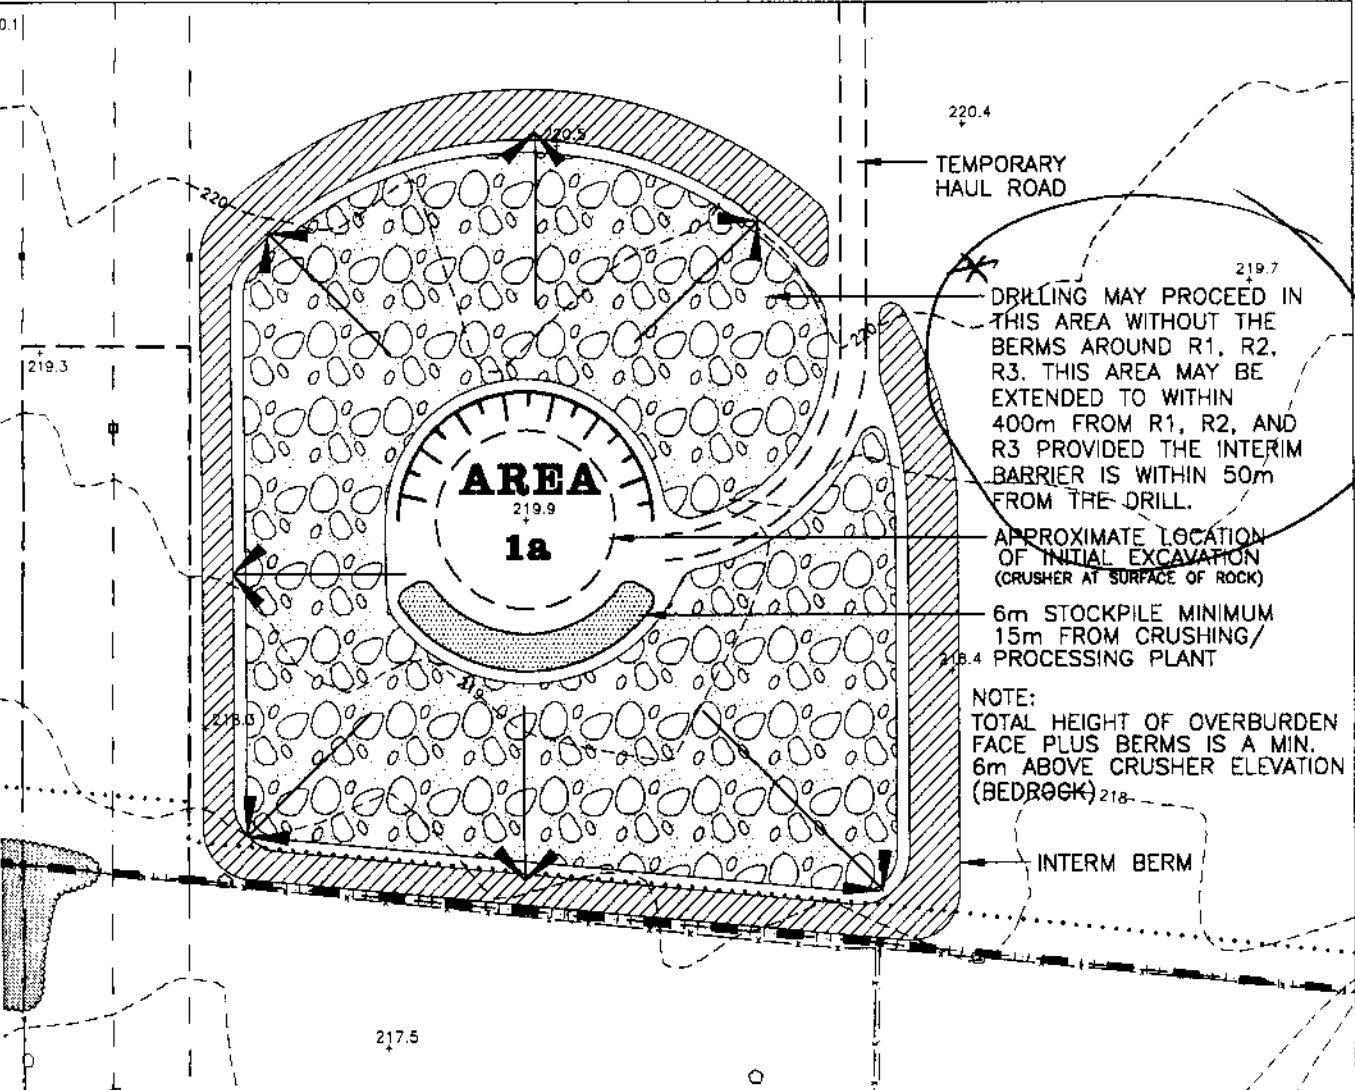 0.1
220.4
220.5
TEMPORARY
HAUL ROAD
220
219.7
DRILLING MAY PROCEED IN
THIS AREA WITHOUT THE
BERMS AROUND R1, R2,
R3. THIS AREA MAY BE
EXTENDED TO WITHIN
400m FROM R1, R2, AND
R3 PROVIDED THE INTERIM
BARRIER IS WITHIN 50m
FROM THE DRILL.
220
219.3
AREA
219.9
1a
APPROXIMATE LOCATION
OF INITIAL EXCAVATION
(CRUSHER AT SURFACE OF ROCK)
6m STOCKPILE MINIMUM
15m FROM CRUSHING/
PROCESSING PLANT
218.4
219
NOTE:
TOTAL HEIGHT OF OVERBURDEN
FACE PLUS BERMS IS A MIN.
6m ABOVE CRUSHER ELEVATION
(BEDROCK)
218
INTERM BERM
217.5